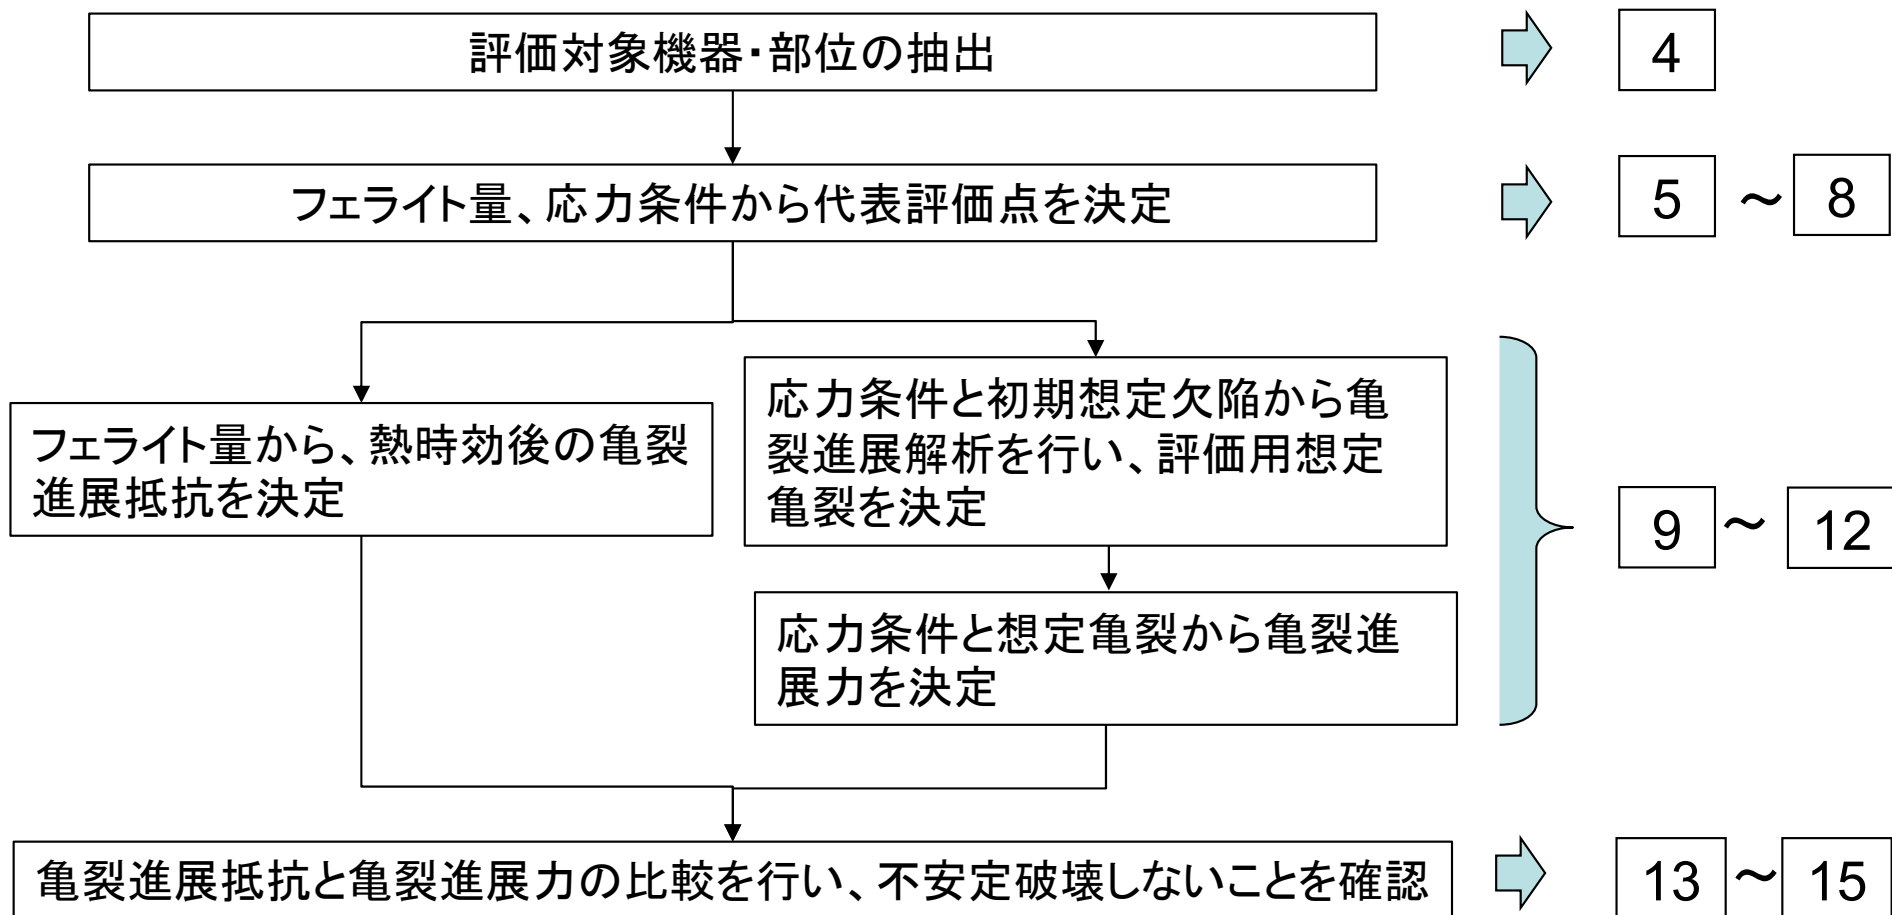 評価対象機器・部位の抽出
4
フェライト量、応力条件から代表評価点を決定
5 ～ 8
フェライト量から、熱時効後の亀裂
進展抵抗を決定
応力条件と初期想定欠陥から亀
裂進展解析を行い、評価用想定
亀裂を決定
9 ～ 12
応力条件と想定亀裂から亀裂進
展力を決定
亀裂進展抵抗と亀裂進展力の比較を行い、不安定破壊しないことを確認
13 ～ 15